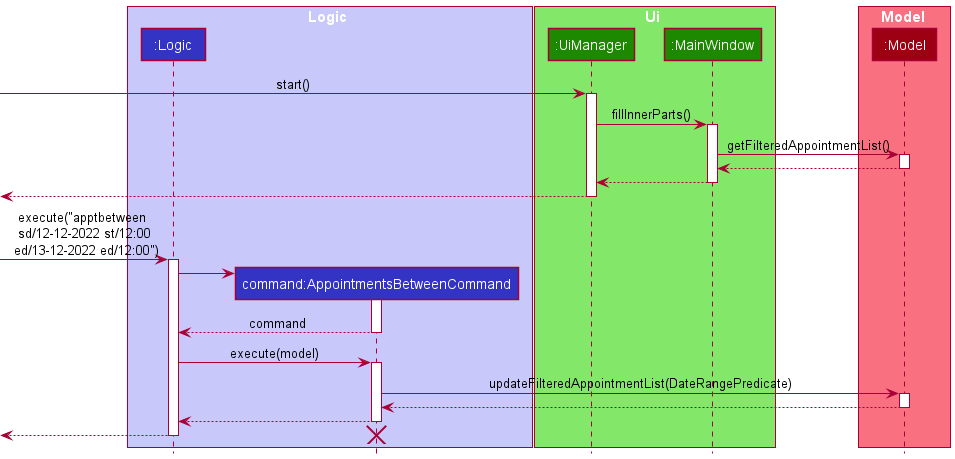 Logic
Ui
Model
:Logic
:UiManager
:MainWindow
:Model
start()
fillInnerParts()
getFilteredAppointmentList()
execute("apptbetween
sd/12-12-2022 st/12:00
ed/13-12-2022 ed/12:00")
command:AppointmentsBetweenCommand
command
execute(model)
updateFilteredAppointmentList(DateRangePredicate)